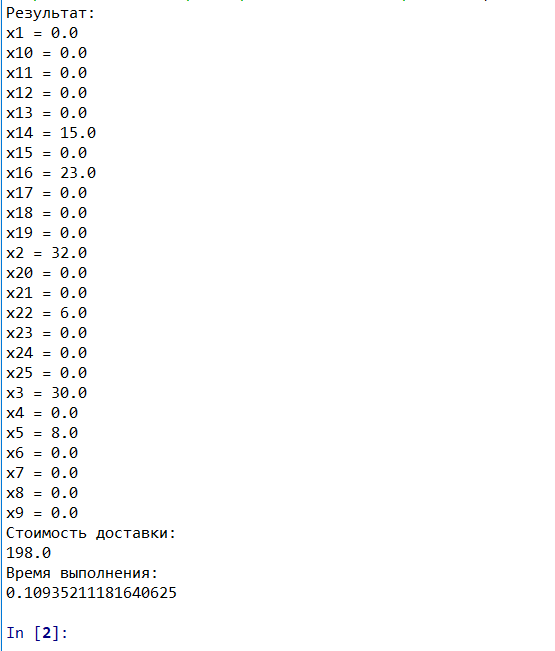 Результат:
x1 = 0.0
x10 = 0.0
x11 = 0.0
x12 = 0.0
x13 = 0.0
x14 = 15.0
x15 = 0.0
x16 = 23.0
x17 = 0.0
x18 = 0.0
x19 = 0.0
x2 = 32.0
x20 = 0.0
x21 = 0.0
x22 = 6.0
x23 = 0.0
x24 = 0.0
x25 = 0.0
x3 = 30.0
x4 = 0.0
x5 = 8.0
x6 = 0.0
x7 = 0.0
x8 = 0.0
x9 = 0.0
Стоимость доставки:
198.0
Время выполнения:
0.10935211181640625
In [2]: